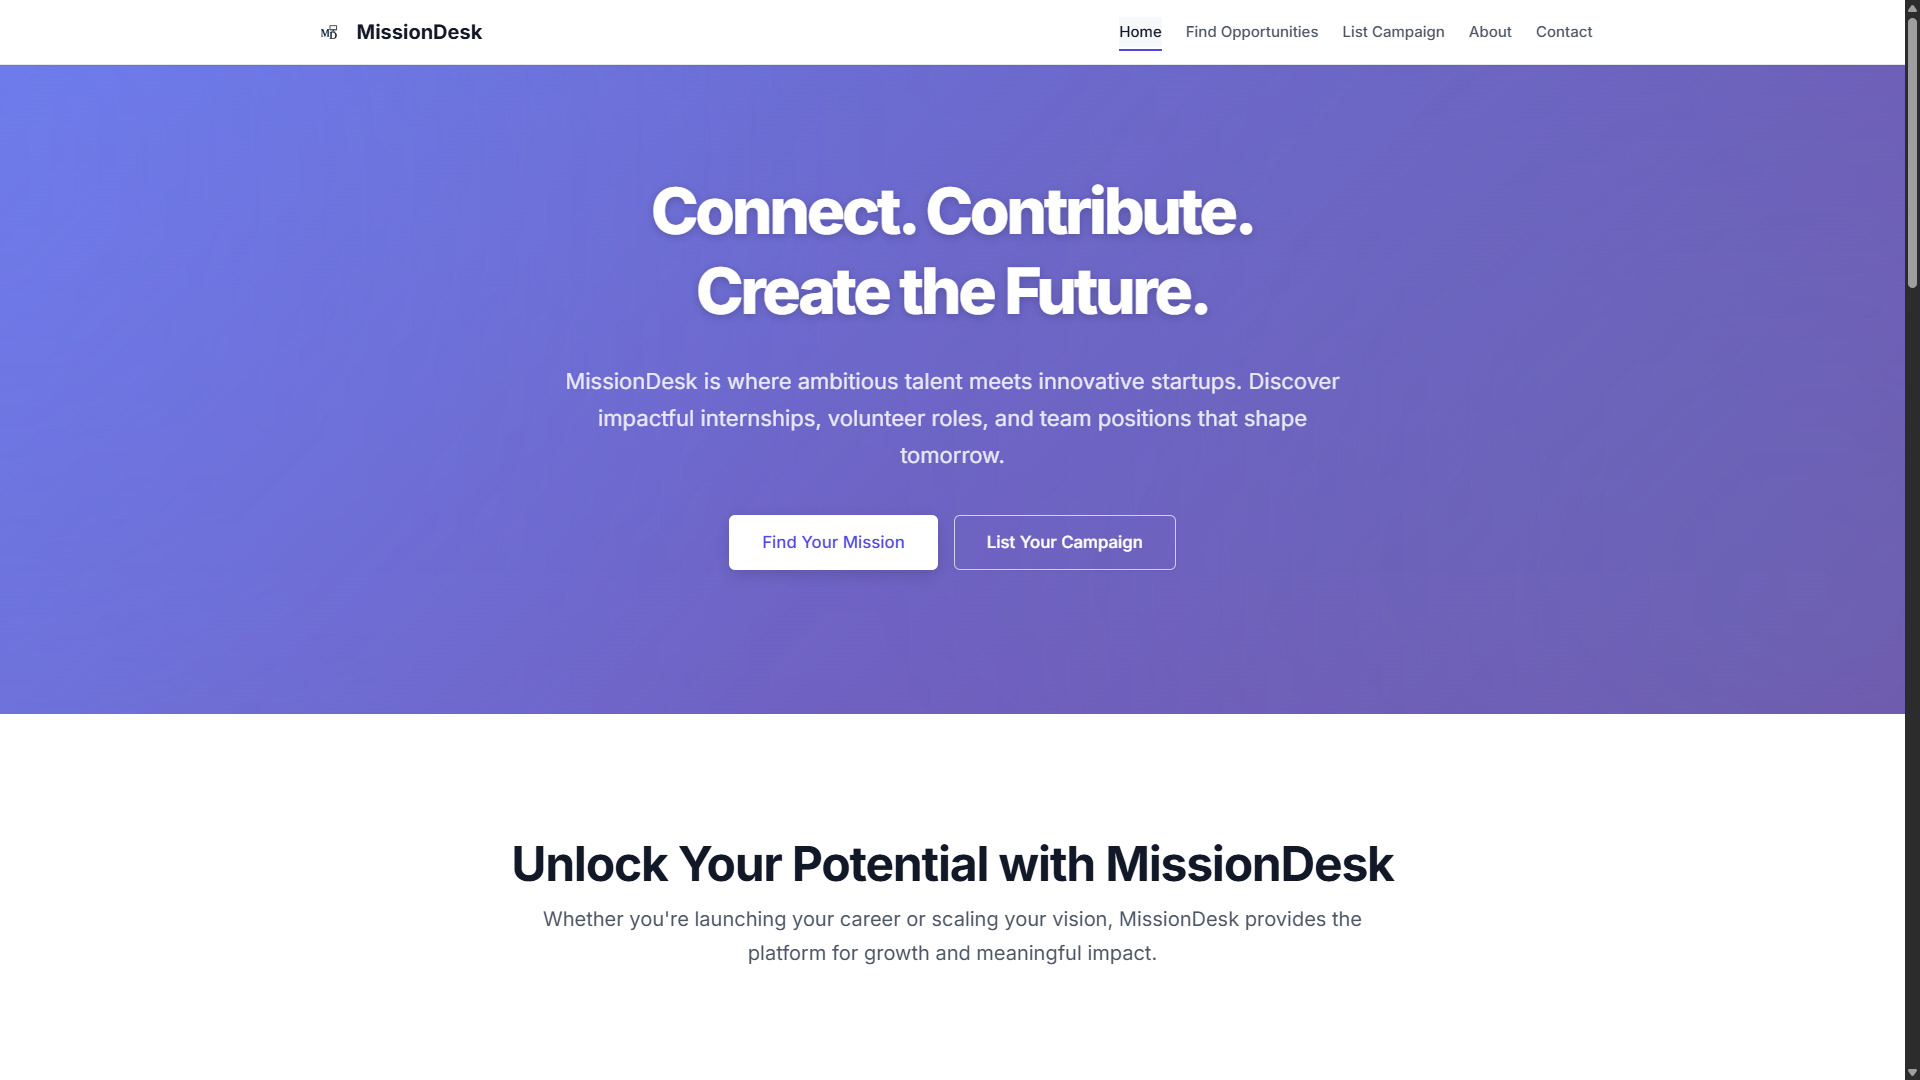 MD MissionDesk
Home Find Opportunities List Campaign About Contact
Connect. Contribute.
Create the Future.
MissionDesk is where ambitious talent meets innovative startups. Discover
impactful internships, volunteer roles, and team positions that shape
tomorrow.
Find Your Mission
List Your Campaign
Unlock Your Potential with MissionDesk
Whether you're launching your career or scaling your vision, MissionDesk provides the
platform for growth and meaningful impact.